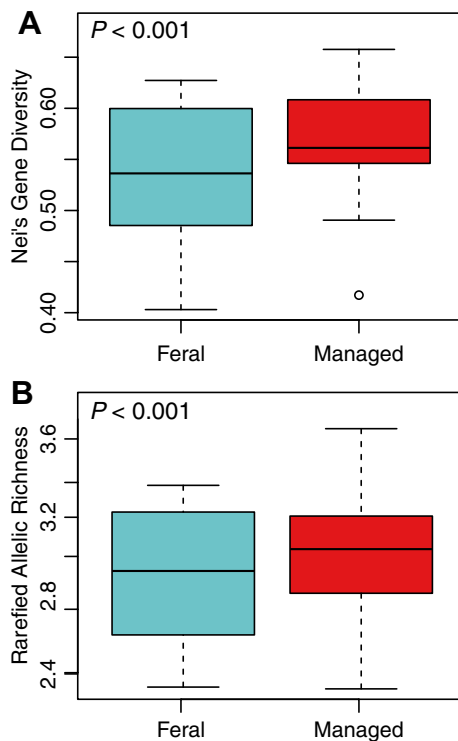 A
P < 0.001
Nei's Gene Diversity
0.60
0.50
0.40
Feral Managed
B
P < 0.001
Rarefied Allelic Richness
3.6
3.2
2.8
2.4
Feral Managed